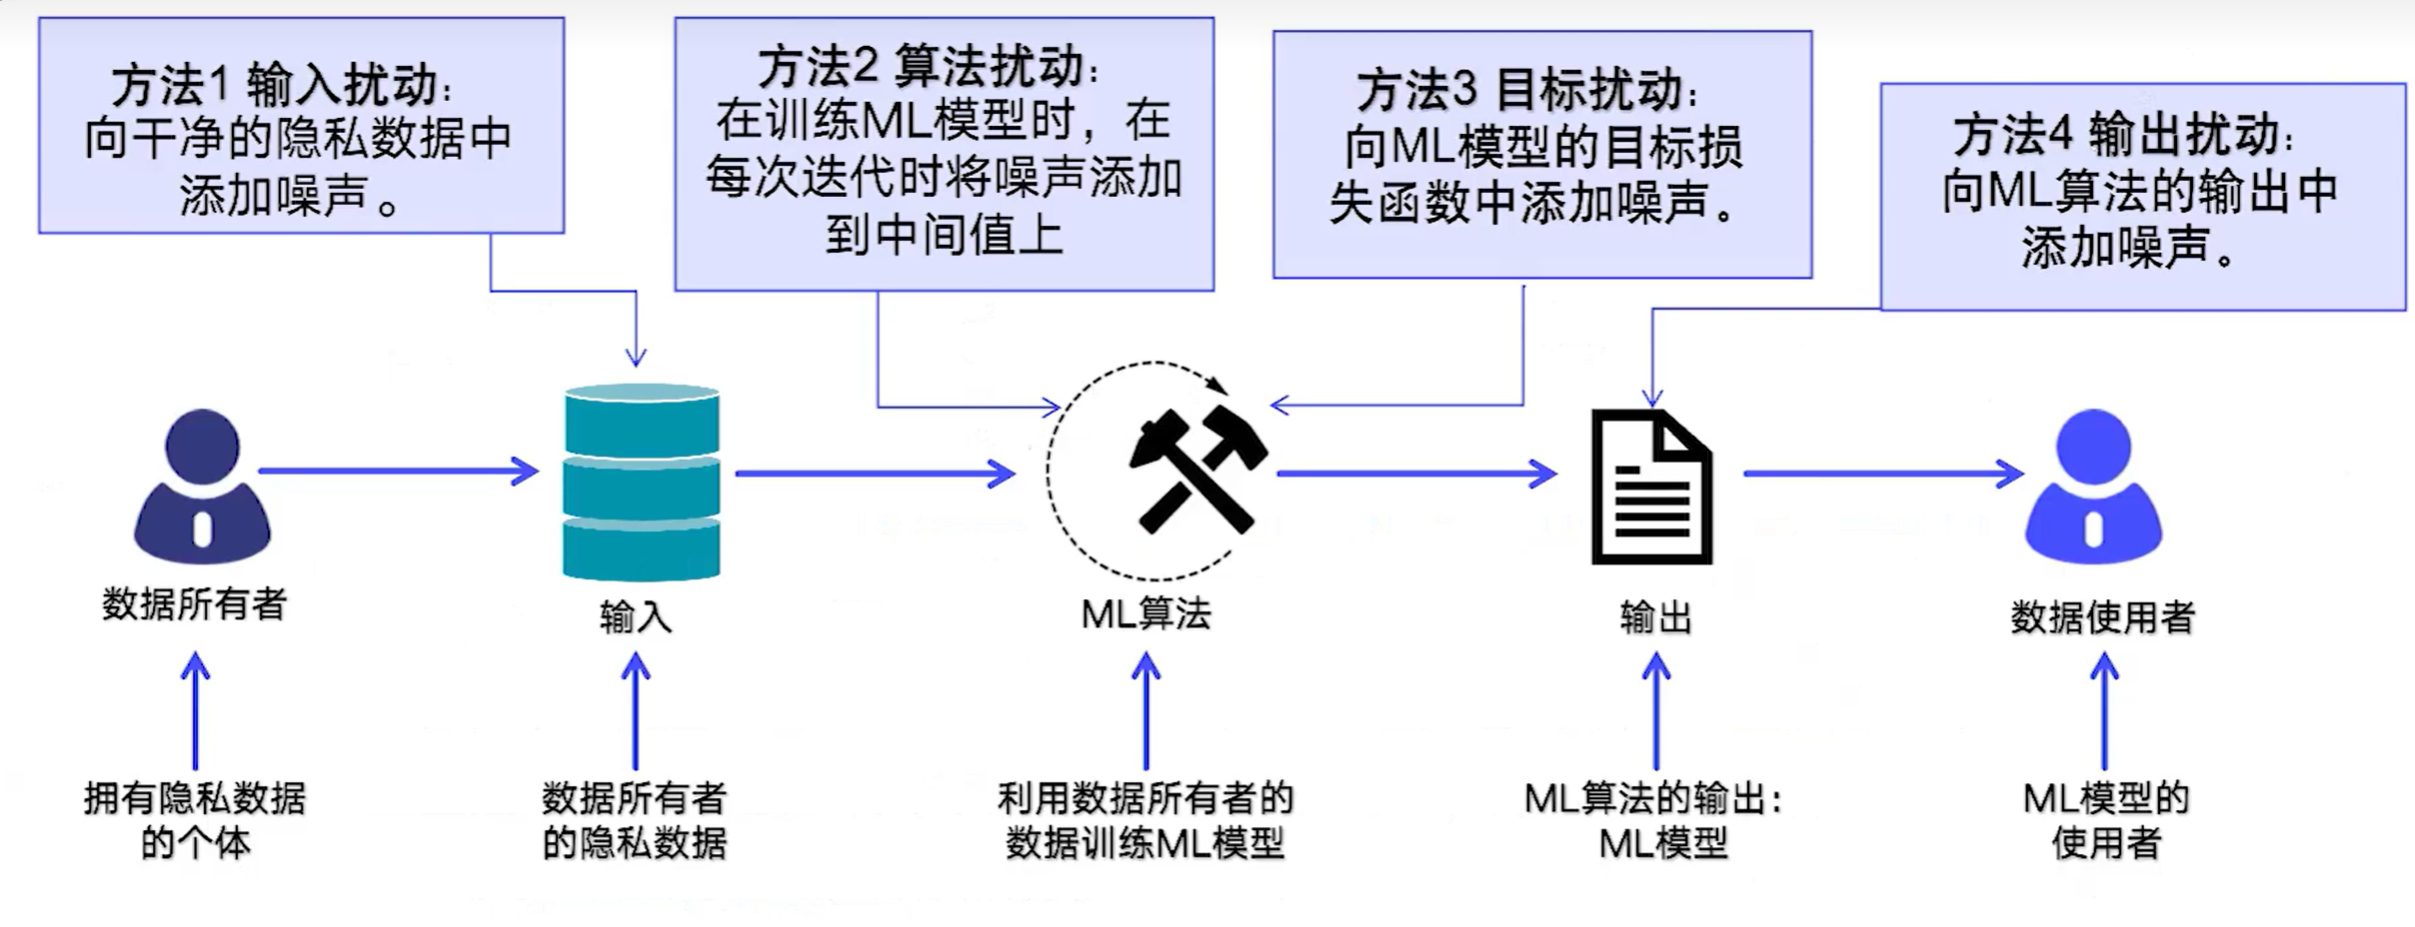 方法1 输入扰动：
向干净的隐私数据中
添加噪声。
方法2 算法扰动：
在训练ML模型时，在
每次迭代时将噪声添加
到中间值上
方法3 目标扰动：
向ML模型的目标损
失函数中添加噪声。
方法4 输出扰动：
向ML算法的输出中
添加噪声。
数据所有者
输入
ML算法
输出
数据使用者
拥有隐私数据
的个体
数据所有者
的隐私数据
利用数据所有者的
数据训练ML模型
ML算法的输出：
ML模型
ML模型的
使用者